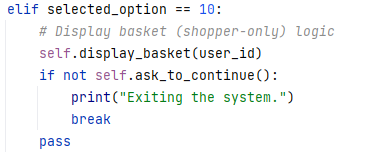 elif selected_option == 10:
    # Display basket (shopper-only) logic
    self.display_basket(user_id)
    if not self.ask_to_continue():
        print("Exiting the system.")
        break
    pass